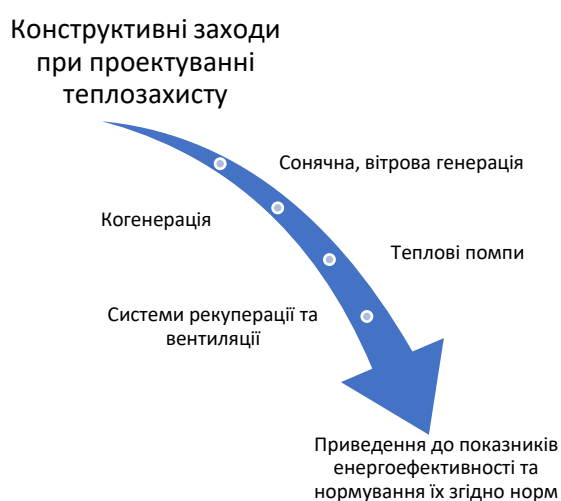 Конструктивні заходи
при проектуванні
теплозахисту
Сонячна, вітрова генерація
Когенерація
Теплові помпи
Системи рекуперації та
вентиляції
Приведення до показників
енергоефективності та
нормування їх згідно норм